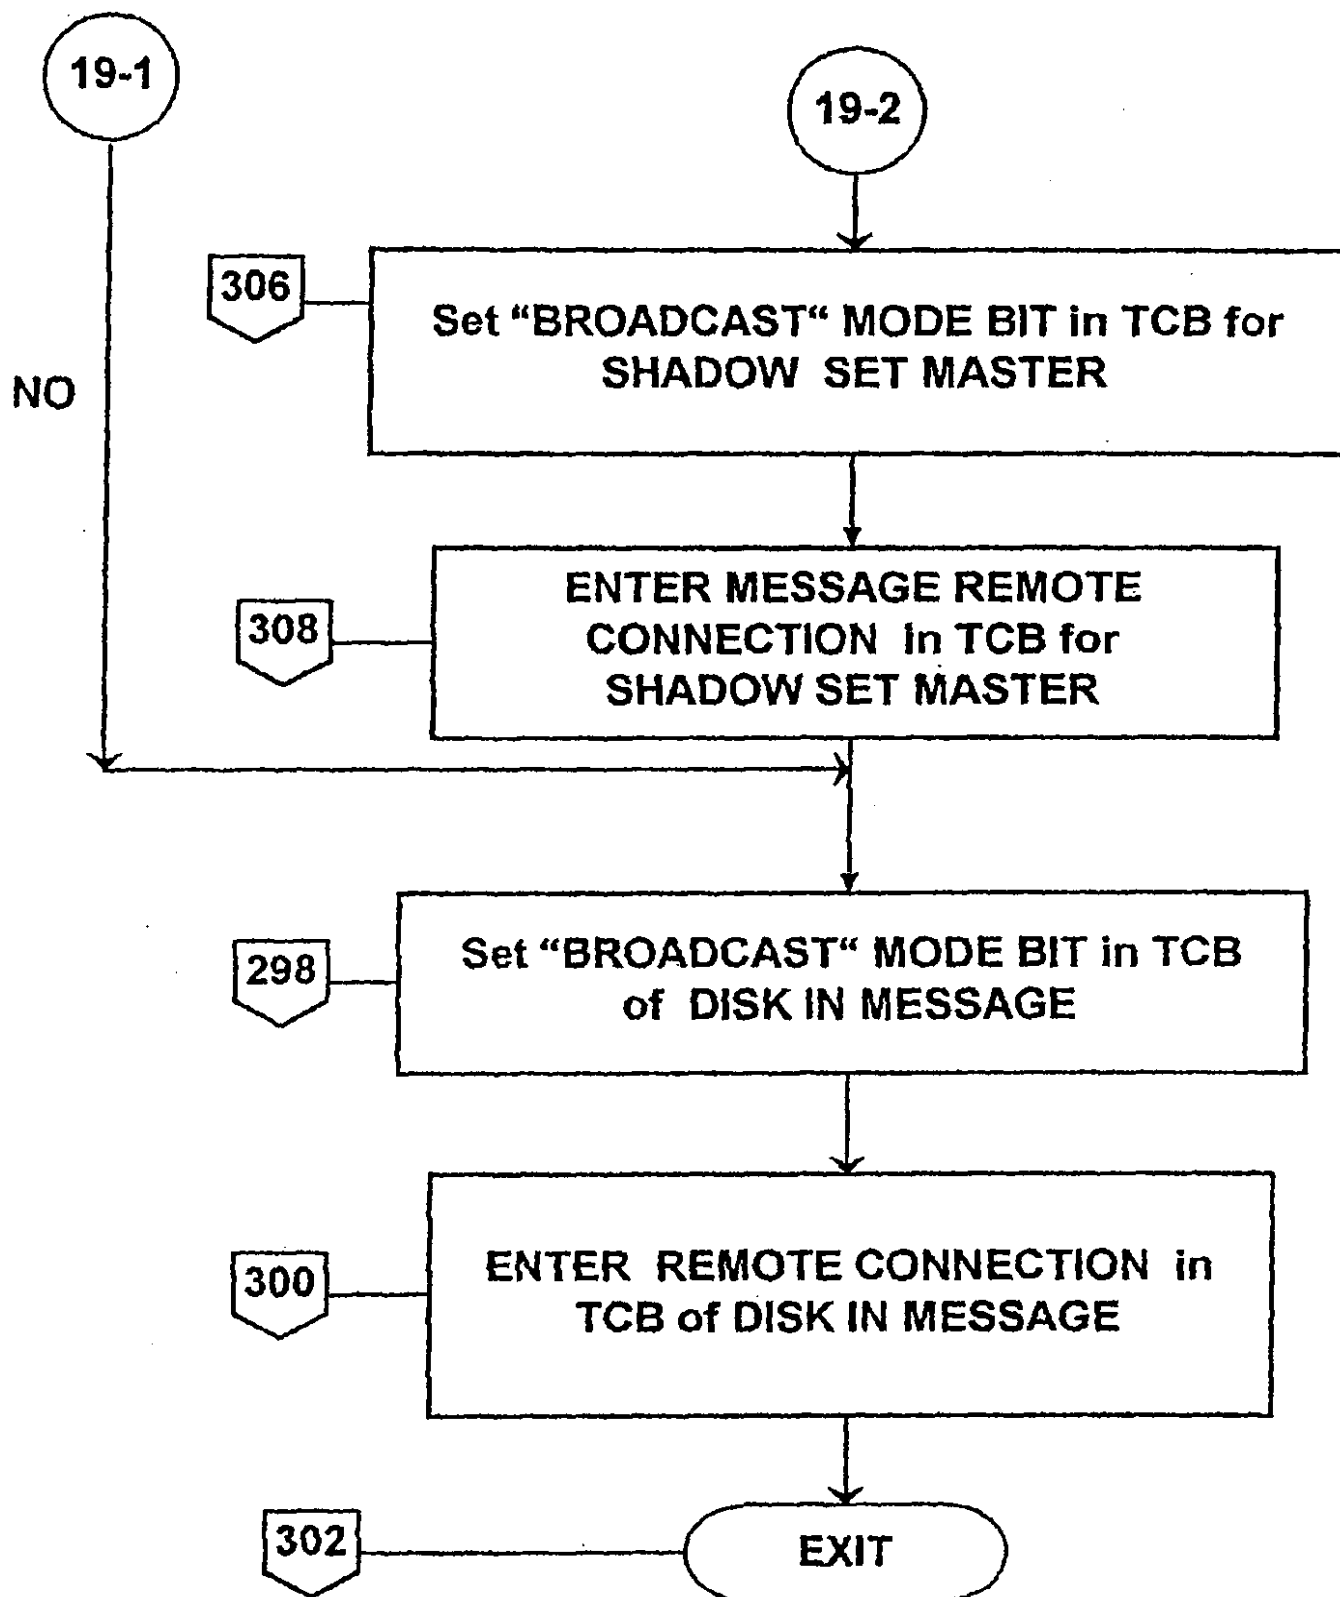 19-1
19-2
306
Set “BROADCAST“ MODE BIT in TCB for
SHADOW SET MASTER
NO
308
ENTER MESSAGE REMOTE
CONNECTION in TCB for
SHADOW SET MASTER
298
Set “BROADCAST“ MODE BIT in TCB
of DISK IN MESSAGE
300
ENTER REMOTE CONNECTION in
TCB of DISK IN MESSAGE
302
EXIT